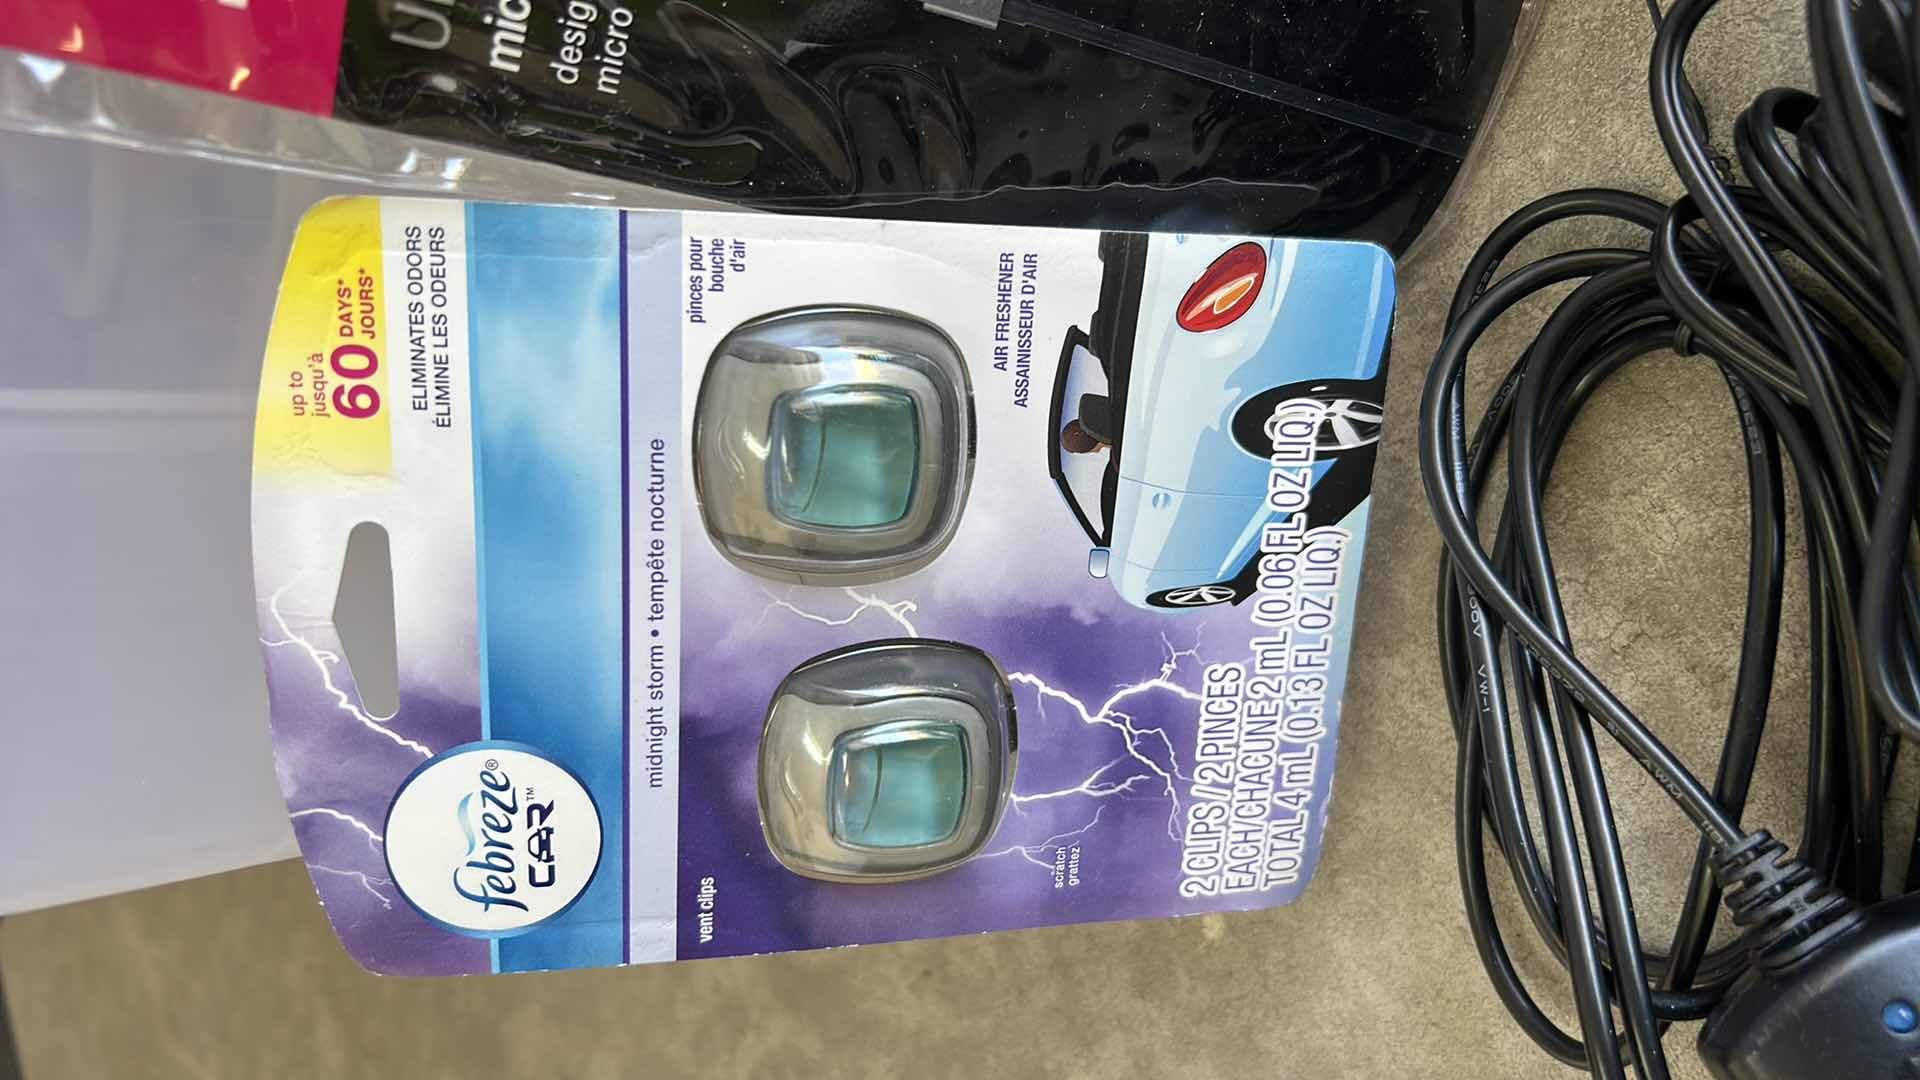 mic
desig
micro
up to
jusqu'à
60 DAYS*
JOURS*
ELIMINATES ODORS
ÉLIMINE LES ODEURS
febreze®
CAR™
midnight storm • tempête nocturne
vent clips
pinces pour
bouche
d'air
AIR FRESHENER
ASSAINISSEUR D'AIR
scratch
grattez
2 CLIPS / 2 PINCES
EACH/CHACUNE 2 mL (0.06 FL OZ LIQ.)
TOTAL 4 mL (0.13 FL OZ LIQ.)